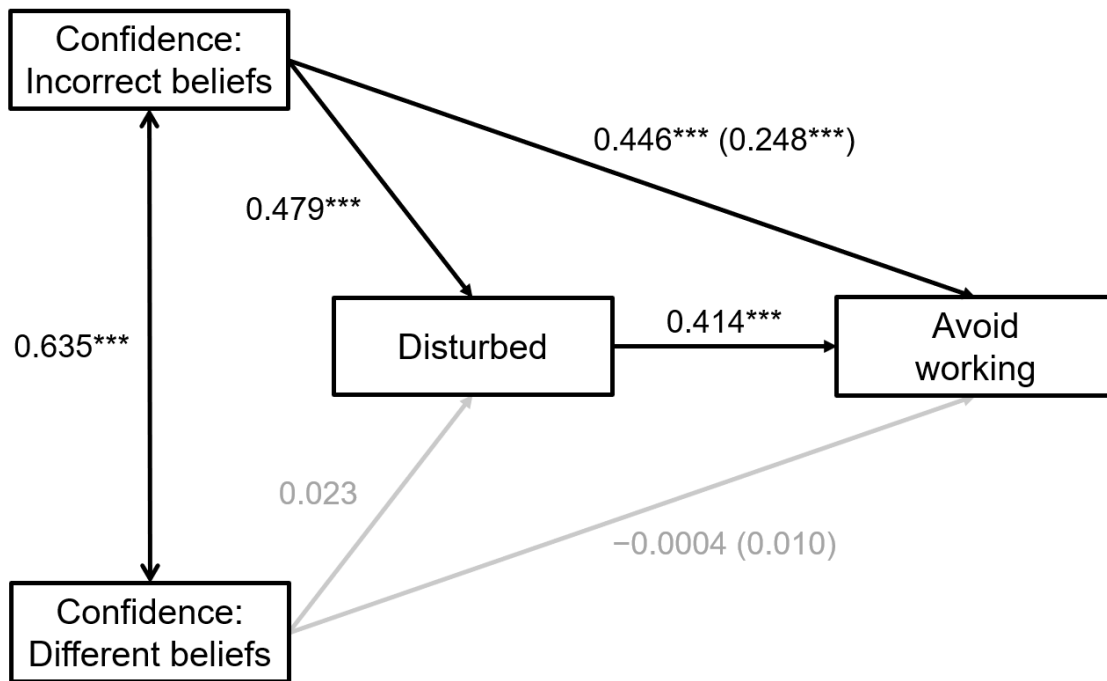 Confidence:
Incorrect beliefs
0.446*** (0.248***)
0.479***
0.635***
Disturbed
0.414***
Avoid
working
0.023
−0.0004 (0.010)
Confidence:
Different beliefs